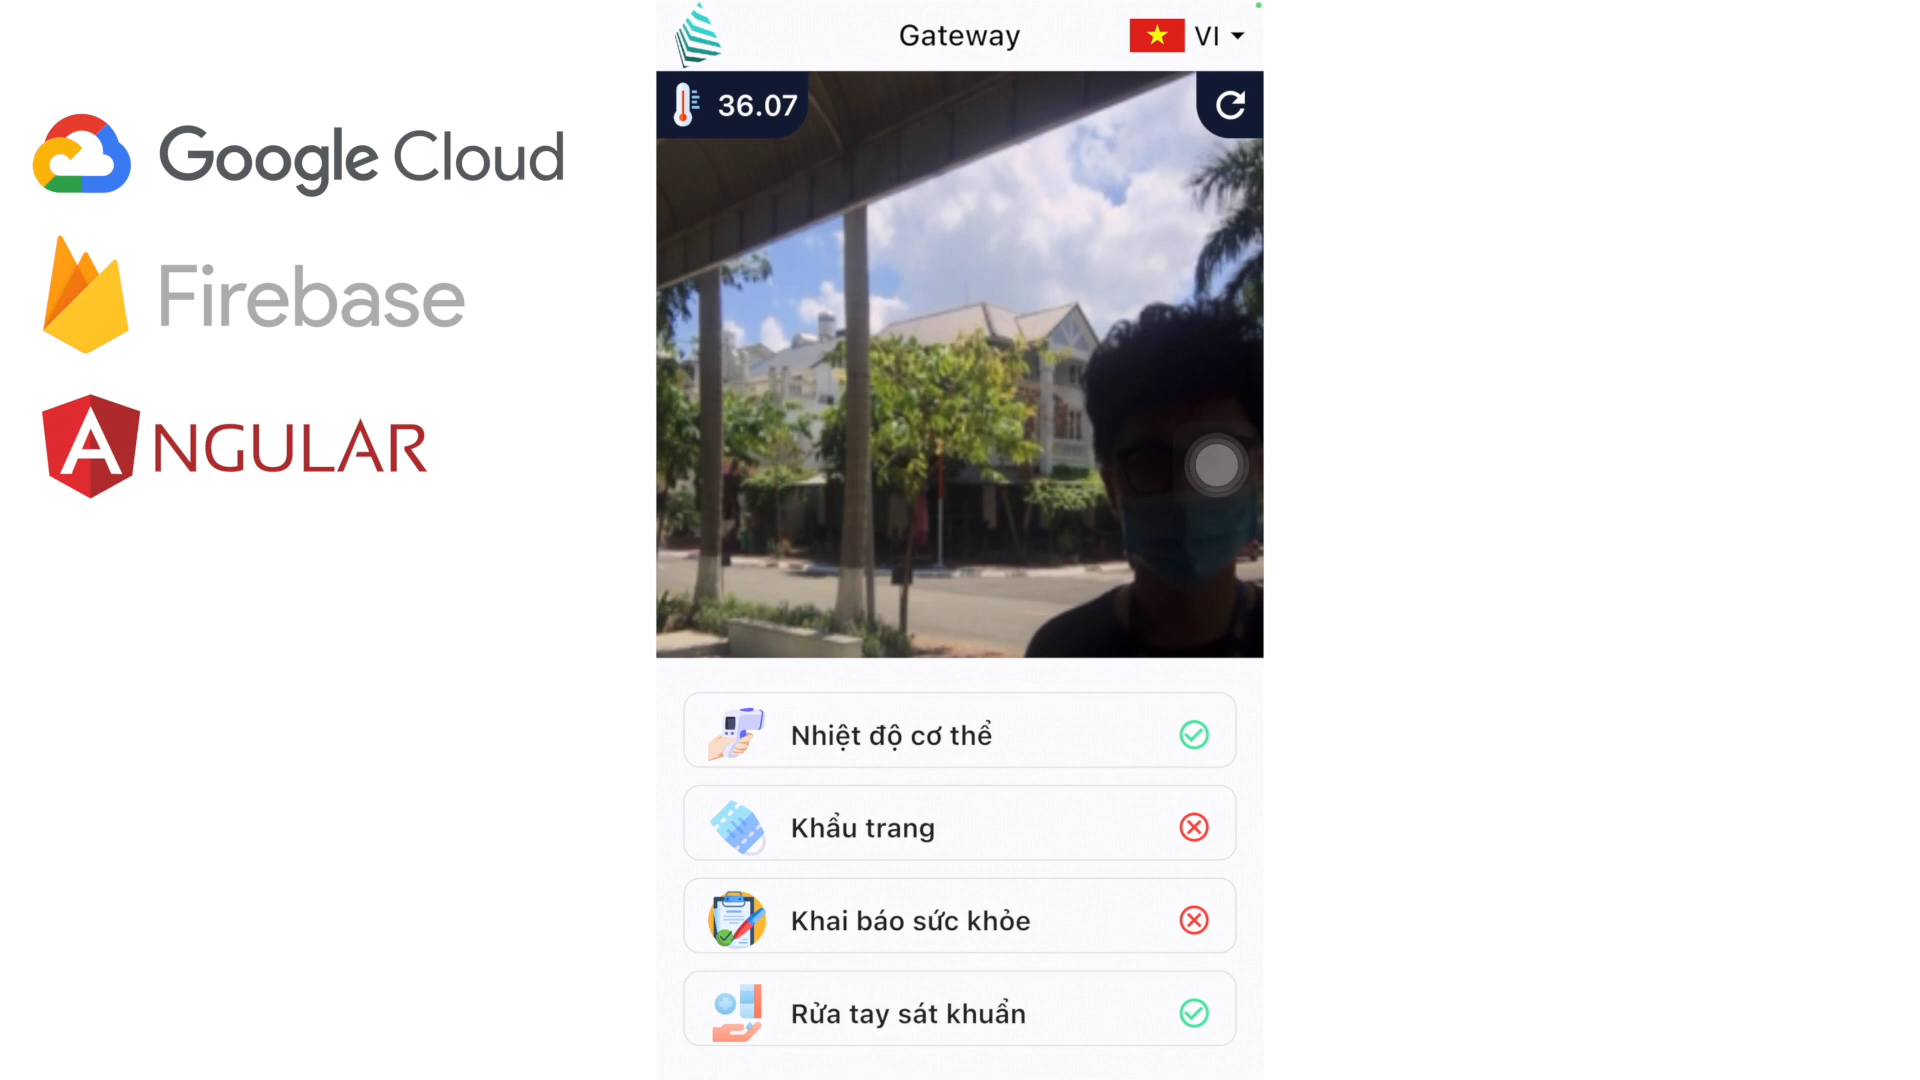 Google Cloud
Firebase
ANGULAR
Gateway
VI
36.07
Nhiệt độ cơ thể
Khẩu trang
Khai báo sức khỏe
Rửa tay sát khuẩn